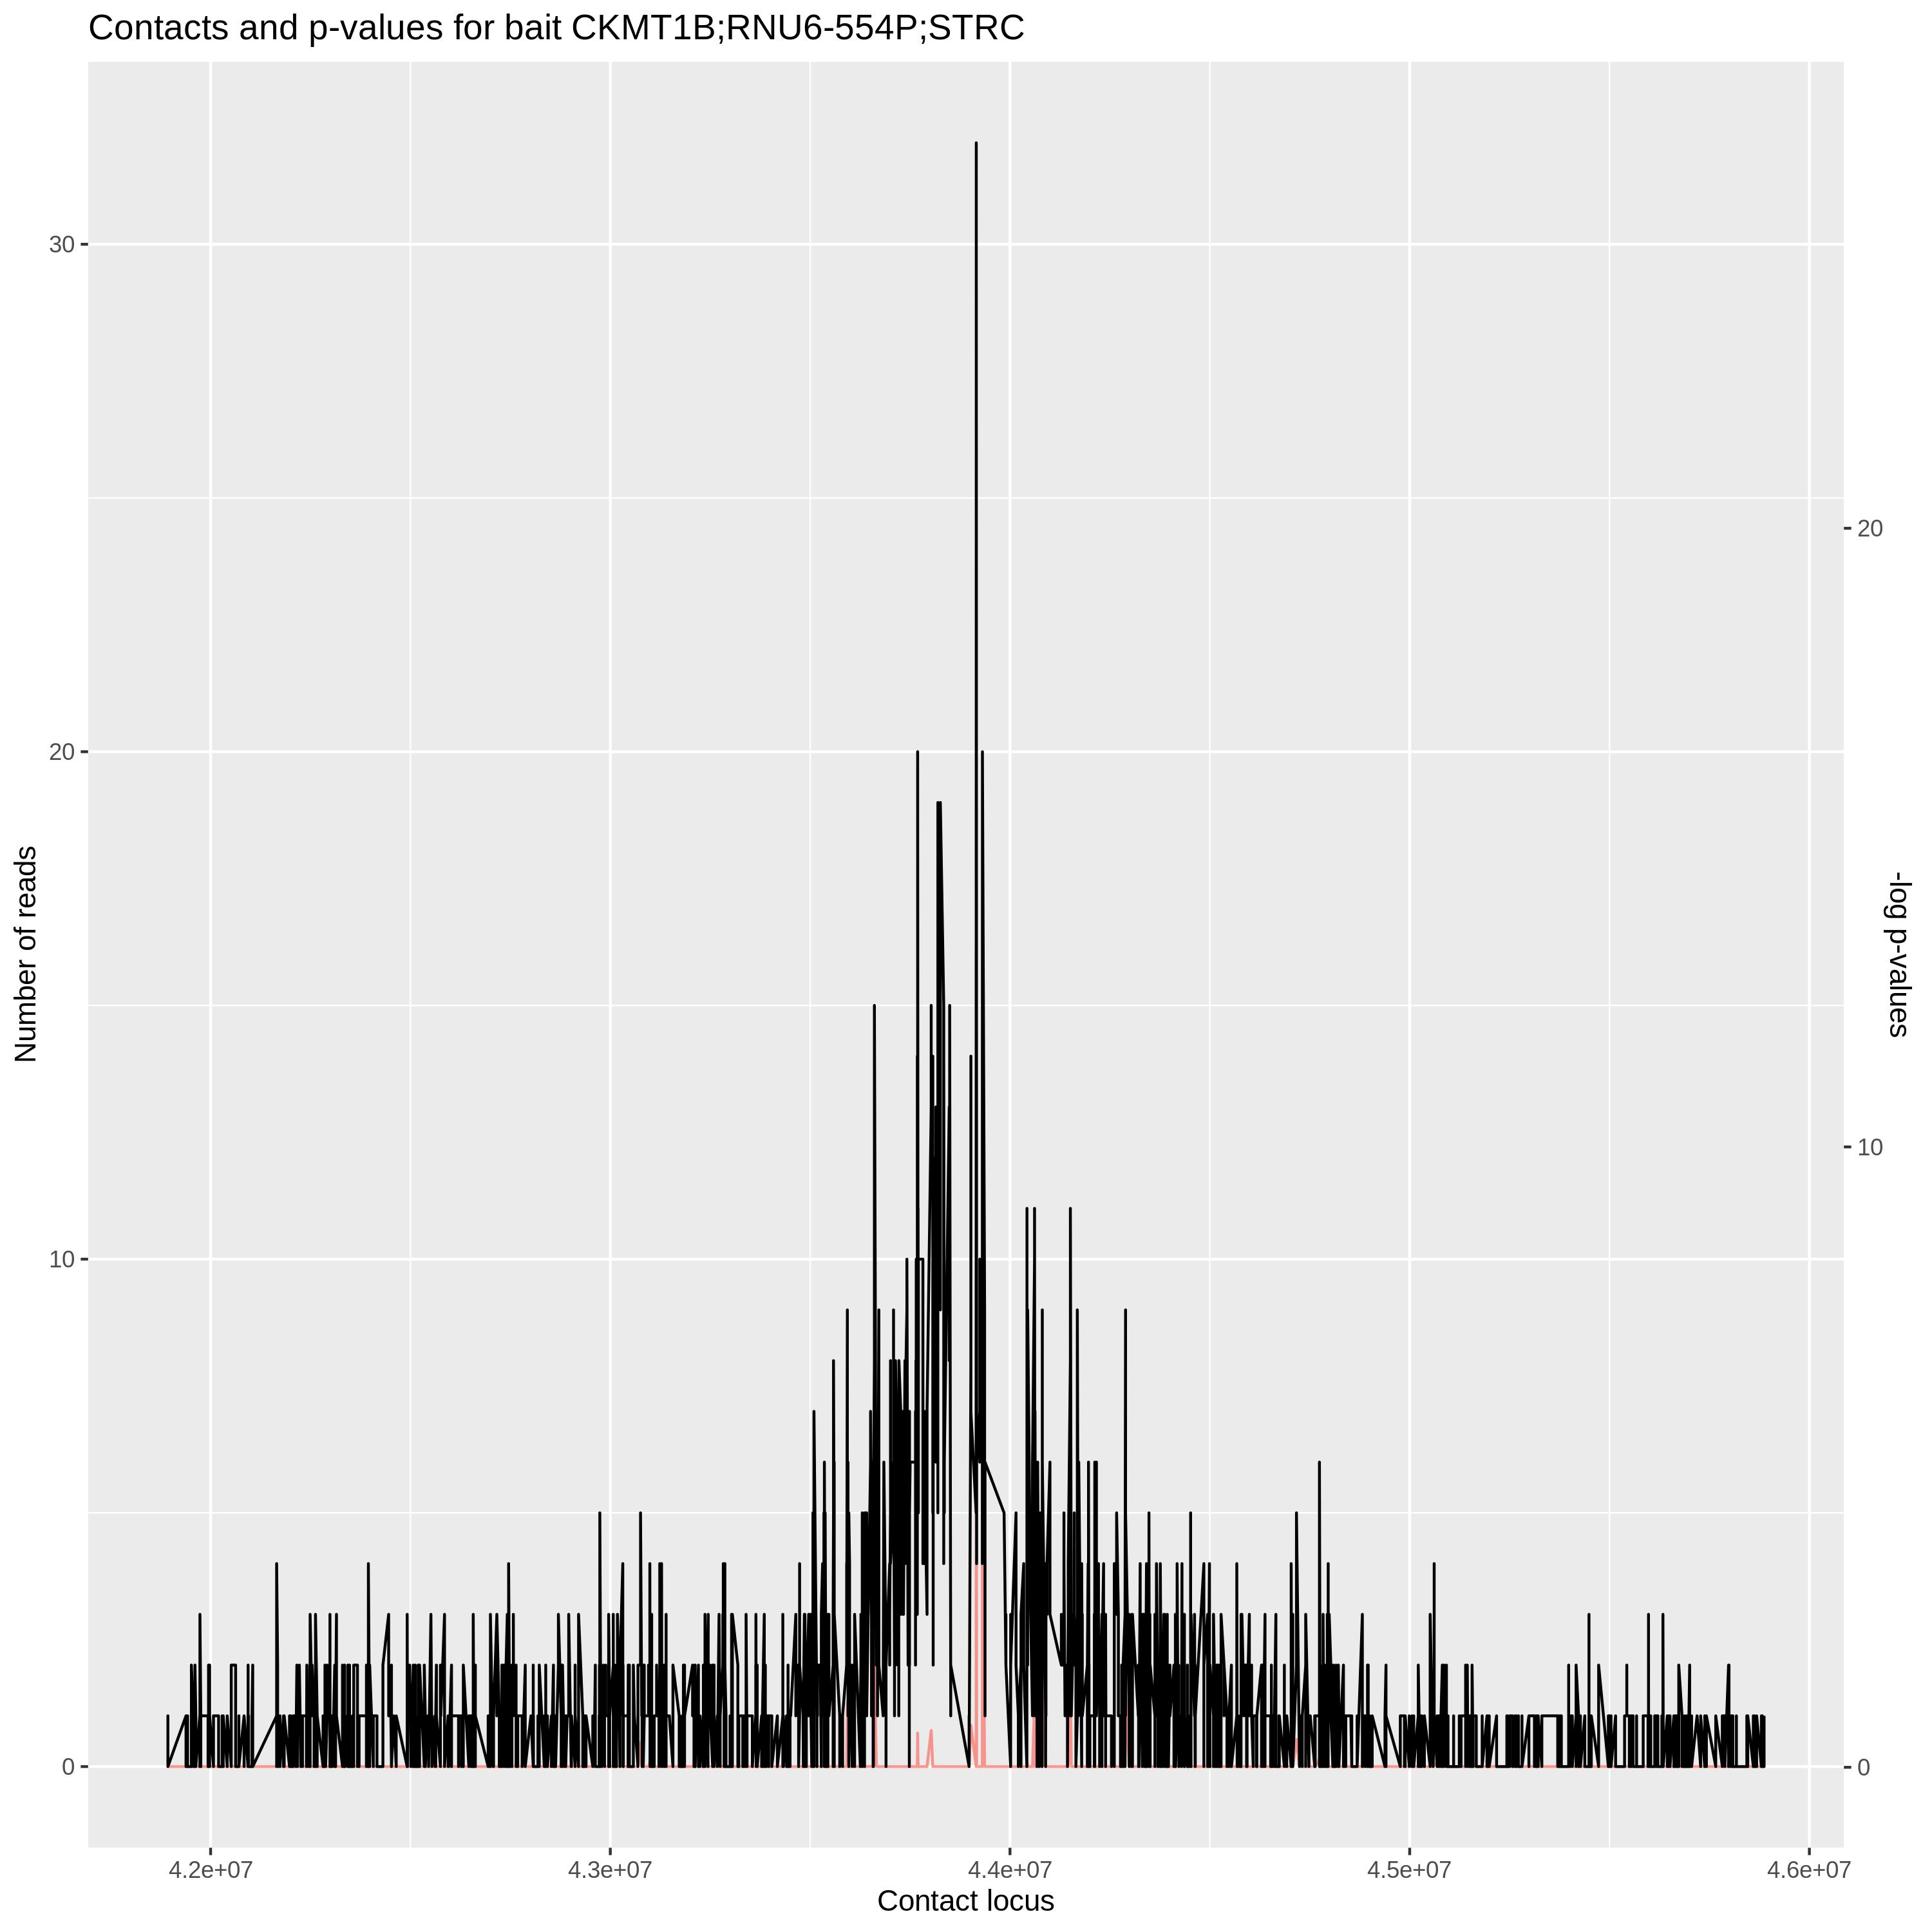 Contacts and p-values for bait CKMT1B;RNU6-554P;STRC
30
20
10
0
Number of reads
20
10
0
-log p-values
4.2e+07
4.3e+07
4.4e+07
4.5e+07
4.6e+07
Contact locus